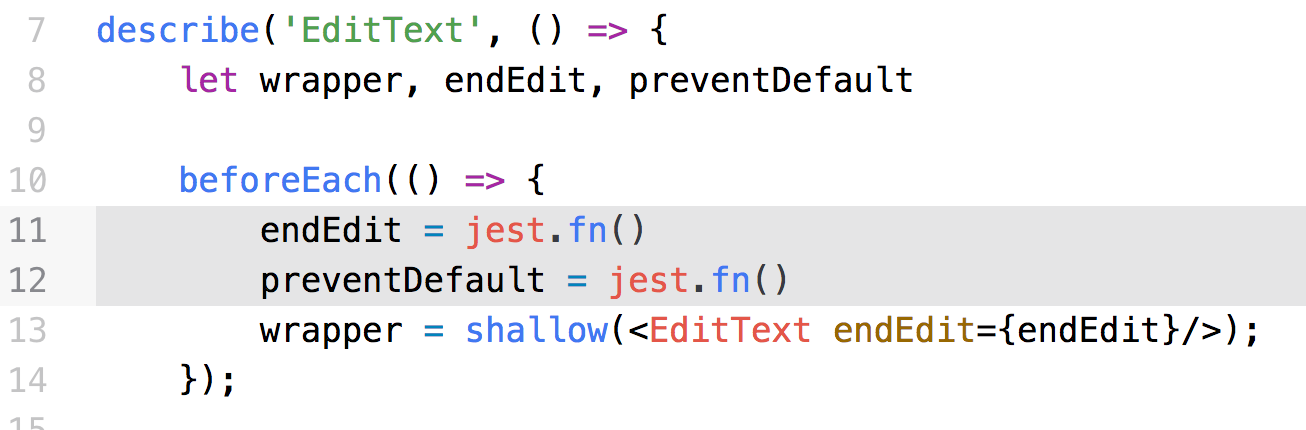 7 describe('EditText', () => {
8 let wrapper, endEdit, preventDefault
9
10 beforeEach(() => {
11 endEdit = jest.fn()
12 preventDefault = jest.fn()
13 wrapper = shallow(<EditText endEdit={endEdit}/>);
14 });
15